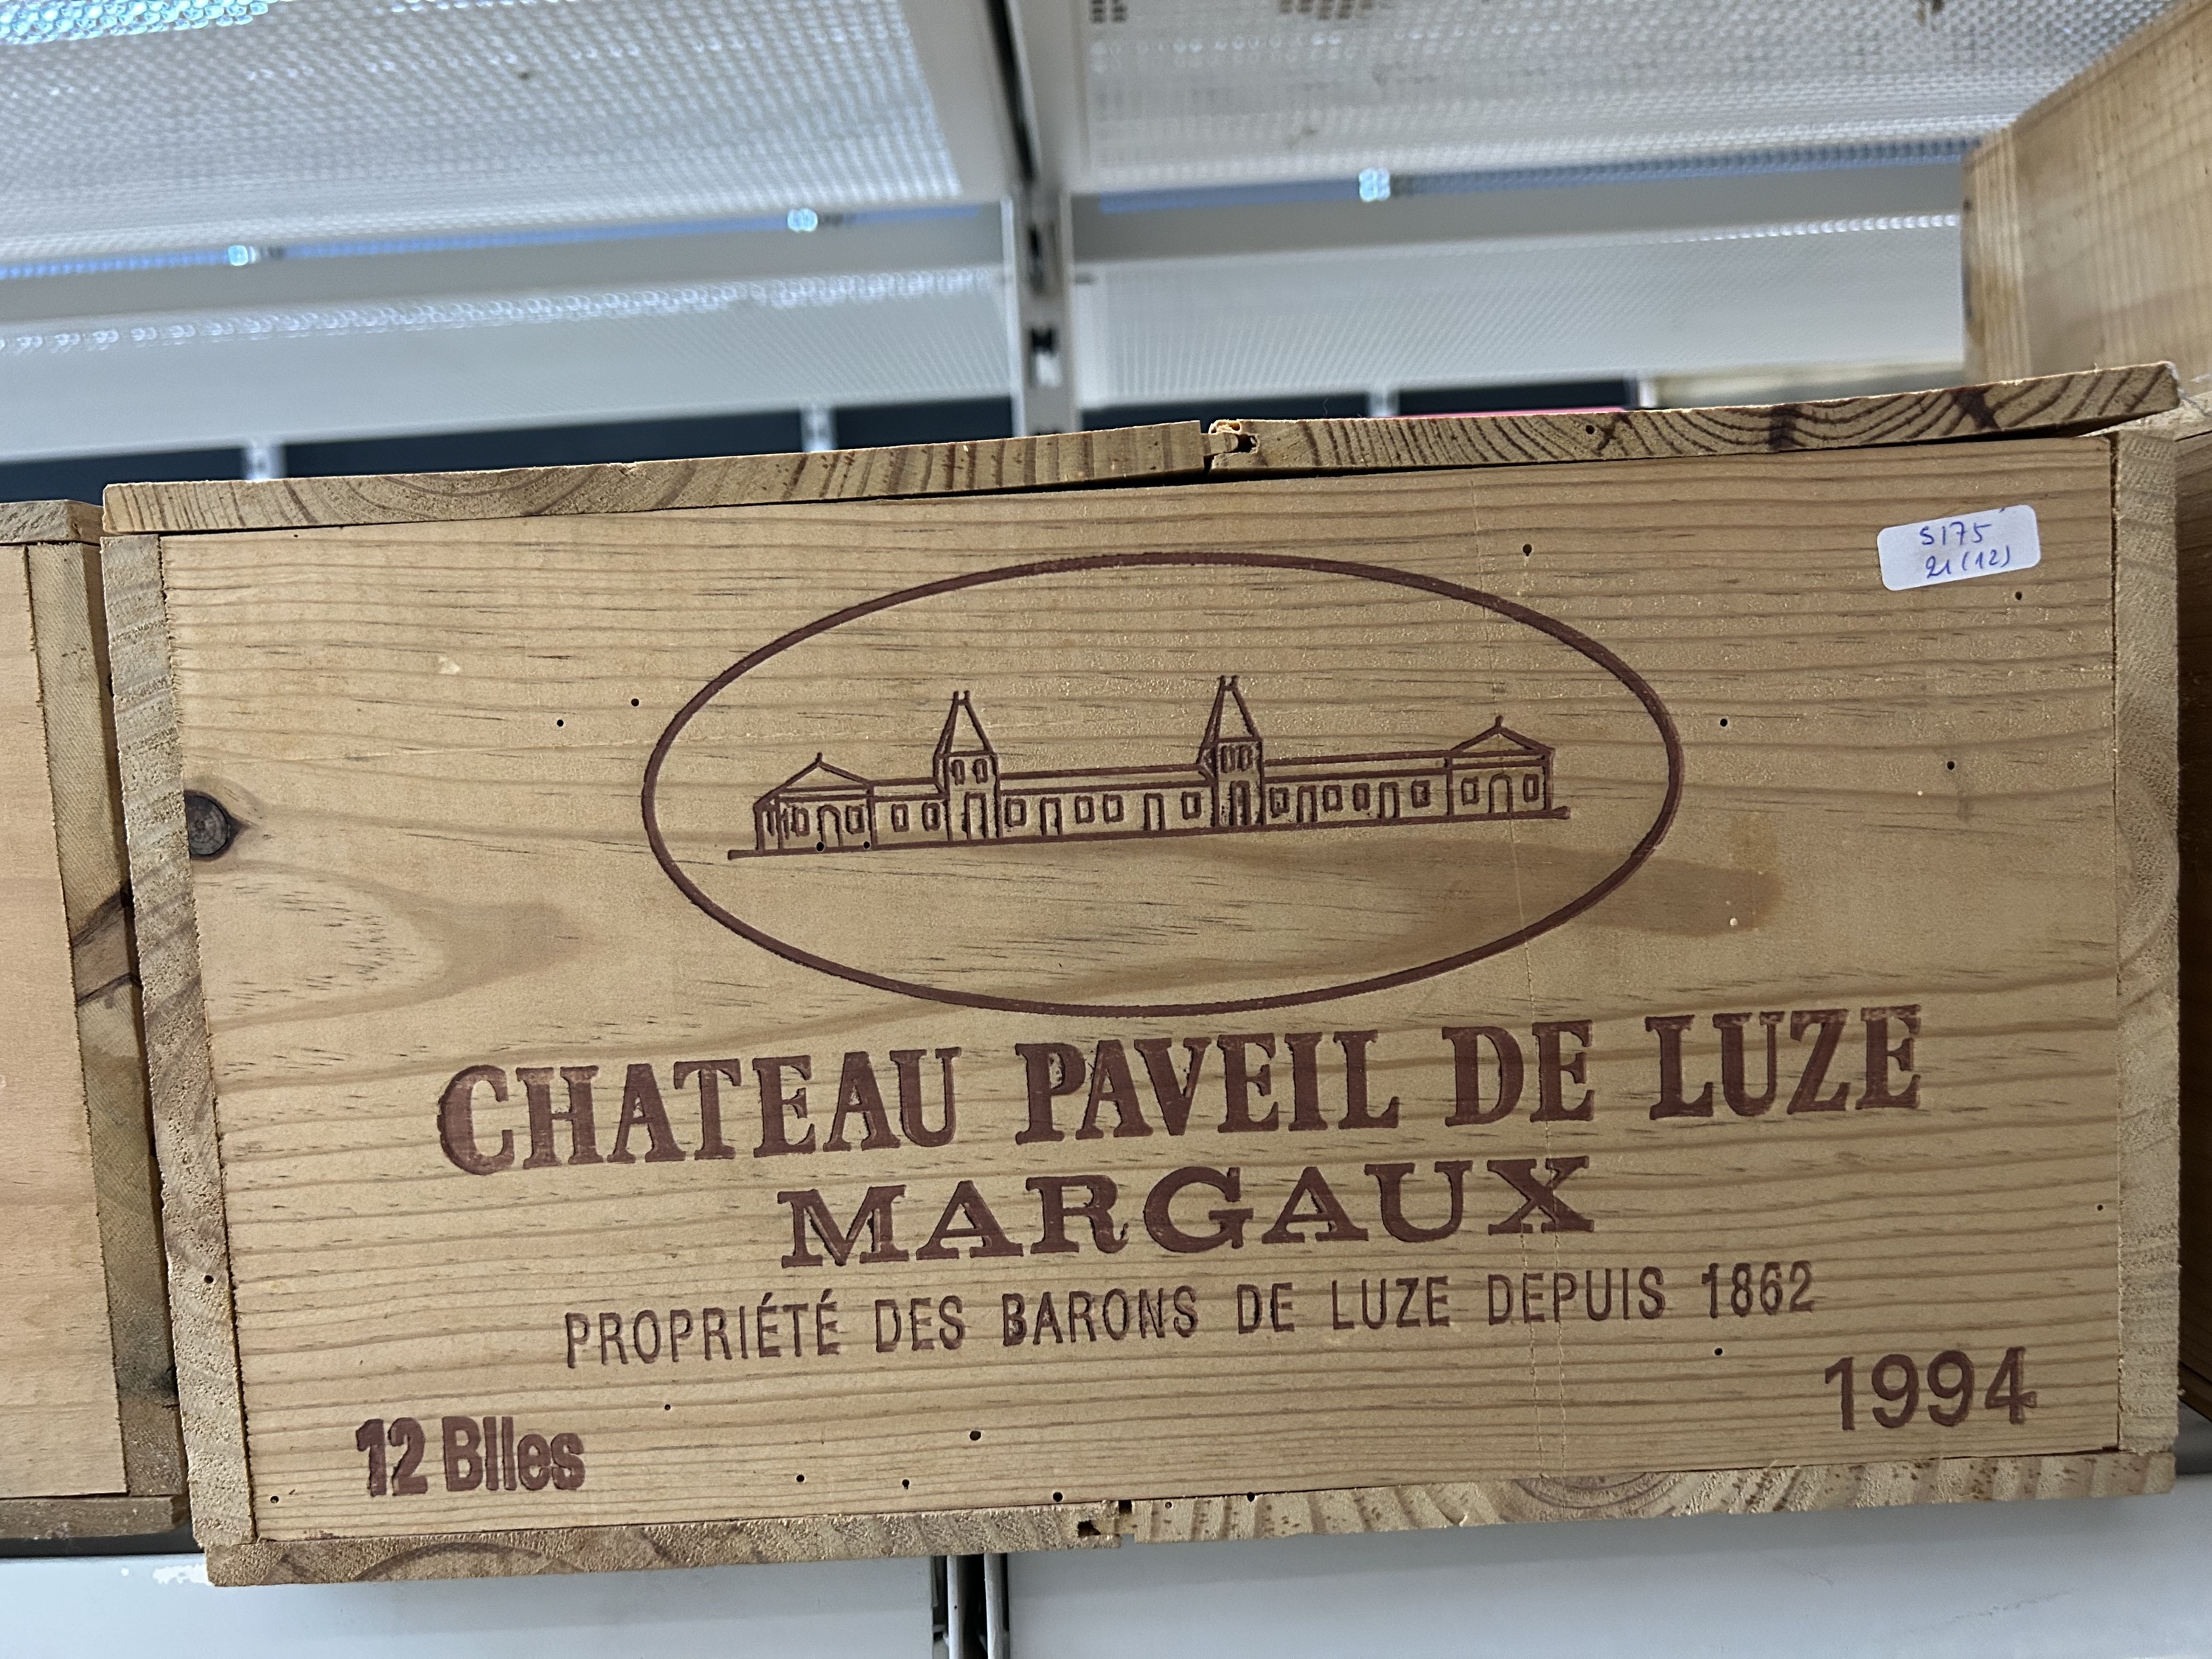 S175
21(12)
CHATEAU PAVEIL DE LUZE
MARGAUX
PROPRIÉTÉ DES BARONS DE LUZE DEPUIS 1862
1994
12 Blles